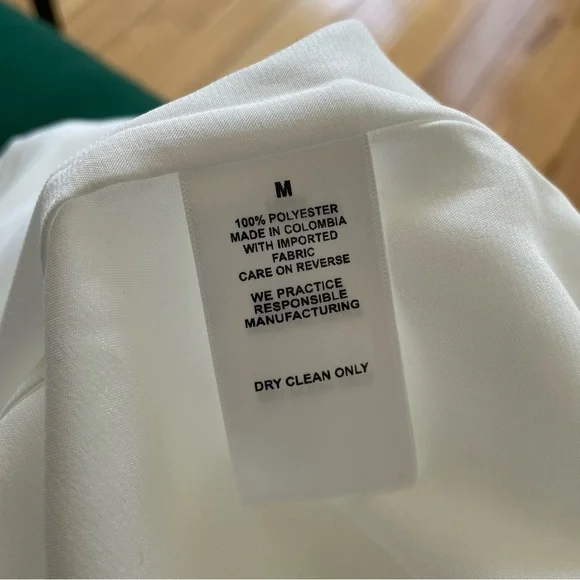 M
100% POLYESTER
MADE IN COLOMBIA
WITH IMPORTED
FABRIC
CARE ON REVERSE
WE PRACTICE
RESPONSIBLE
MANUFACTURING
DRY CLEAN ONLY